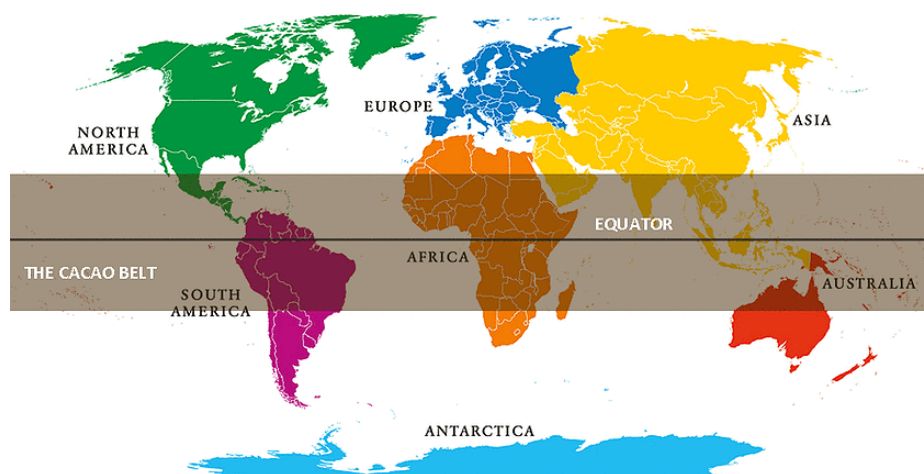 EUROPE
ASIA
NORTH
AMERICA
EQUATOR
AFRICA
THE CACAO BELT
AUSTRALIA
SOUTH
AMERICA
ANTARCTICA